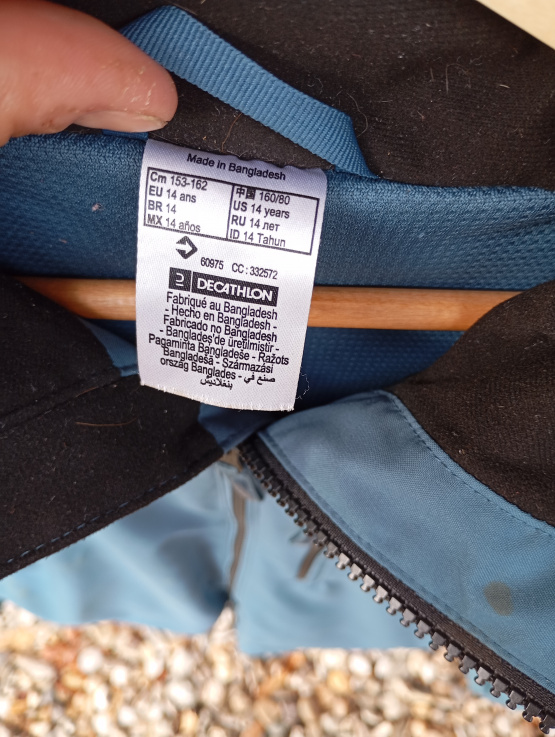 Made in Bangladesh
Cm 153-162
EU 14 ans
BR 14
MX 14 años
中国 160/80
US 14 years
RU 14 лет
ID 14 Tahun
60975 CC : 332572
DECATHLON
Fabriqué au Bangladesh
- Hecho en Bangladesh -
Fabricado no Bangladesh
- Banglades'de üretilmiştir -
Pagaminta Bangladeše - Ražots
Bangladešā - Származási
ország Banglades - صنع في
بنغلاديش